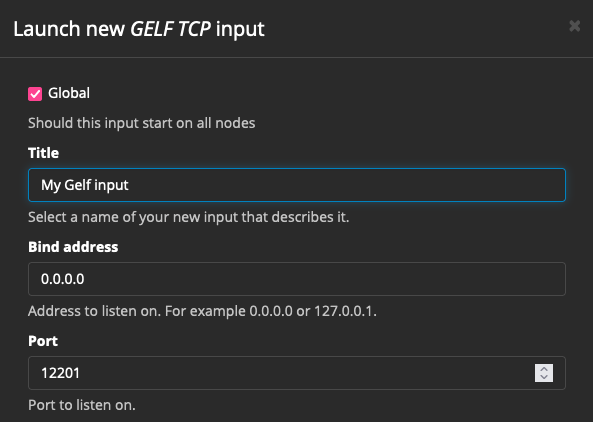 Launch new GELF TCP input
Global
Should this input start on all nodes
Title
My Gelf input
Select a name of your new input that describes it.
Bind address
0.0.0.0
Address to listen on. For example 0.0.0.0 or 127.0.0.1.
Port
12201
Port to listen on.